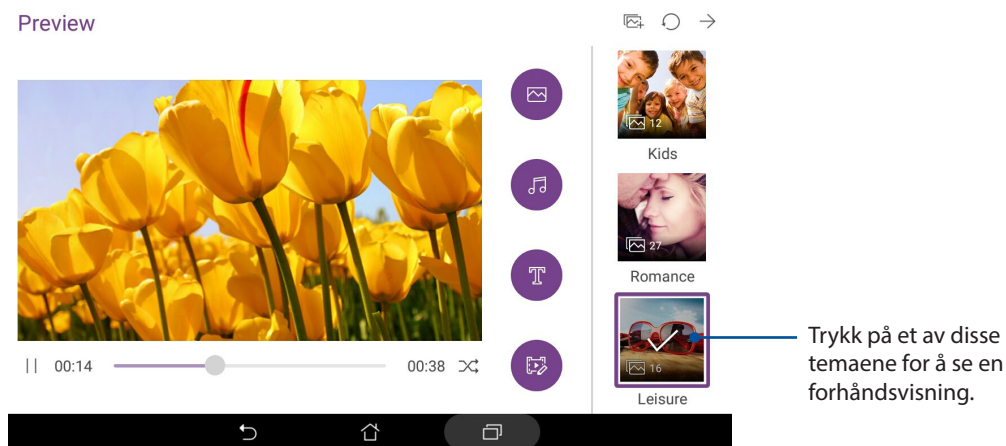 Preview
12
Kids
27
Romance
16
Leisure
00:14
00:38
T
Trykk på et av disse
temaene for å se en
forhåndsvisning.